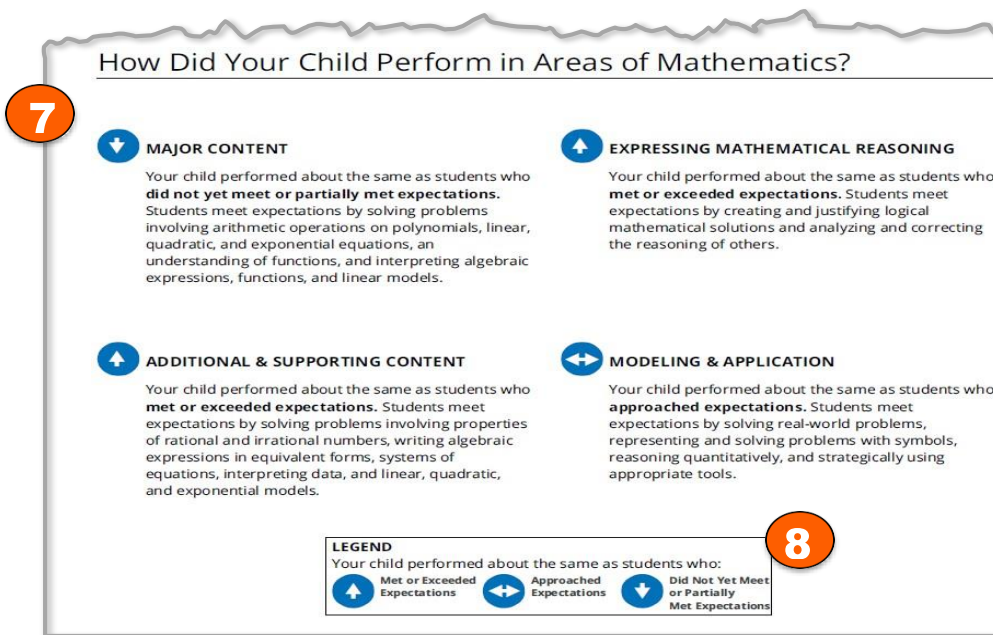 How Did Your Child Perform in Areas of Mathematics?
7
MAJOR CONTENT
Your child performed about the same as students who
did not yet meet or partially met expectations.
Students meet expectations by solving problems
involving arithmetic operations on polynomials, linear,
quadratic, and exponential equations, an
understanding of functions, and interpreting algebraic
expressions, functions, and linear models.
EXPRESSING MATHEMATICAL REASONING
Your child performed about the same as students who
met or exceeded expectations. Students meet
expectations by creating and justifying logical
mathematical solutions and analyzing and correcting
the reasoning of others.
ADDITIONAL & SUPPORTING CONTENT
Your child performed about the same as students who
met or exceeded expectations. Students meet
expectations by solving problems involving properties
of rational and irrational numbers, writing algebraic
expressions in equivalent forms, systems of
equations, interpreting data, and linear, quadratic,
and exponential models.
MODELING & APPLICATION
Your child performed about the same as students who
approached expectations. Students meet
expectations by solving real-world problems,
representing and solving problems with symbols,
reasoning quantitatively, and strategically using
appropriate tools.
8
LEGEND
Your child performed about the same as students who:
Met or Exceeded
Expectations
Approached
Expectations
Did Not Yet Meet
or Partially
Met Expectations